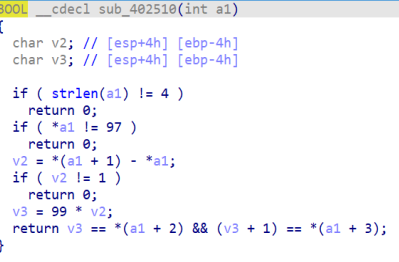 BOOL __cdecl sub_402510(int a1)
{
char v2; // [esp+4h] [ebp-4h]
char v3; // [esp+4h] [ebp-4h]
if ( strlen(a1) != 4 )
return 0;
if ( *a1 != 97 )
return 0;
v2 = *(a1 + 1) - *a1;
if ( v2 != 1 )
return 0;
v3 = 99 * v2;
return v3 == *(a1 + 2) && (v3 + 1) == *(a1 + 3);
}